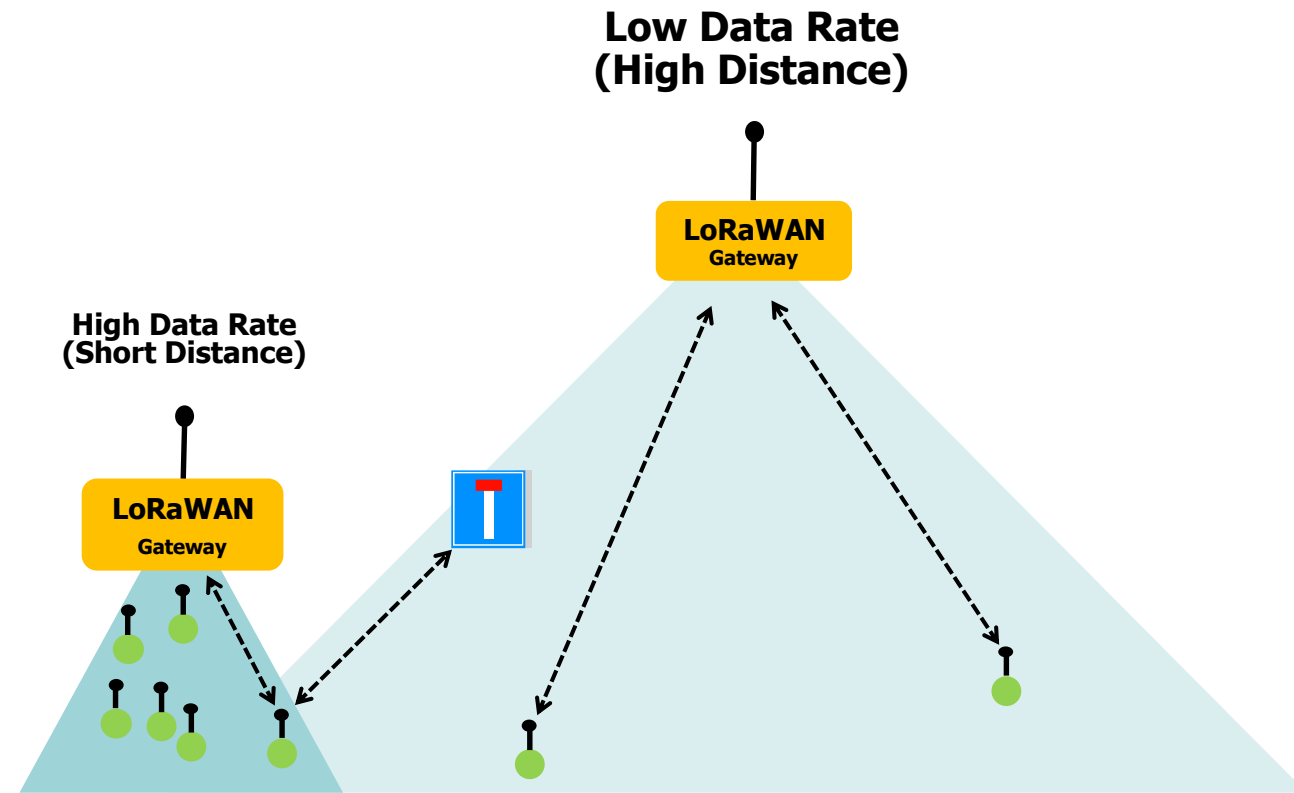 Low Data Rate
(High Distance)
LoRaWAN
Gateway
High Data Rate
(Short Distance)
LoRaWAN
Gateway